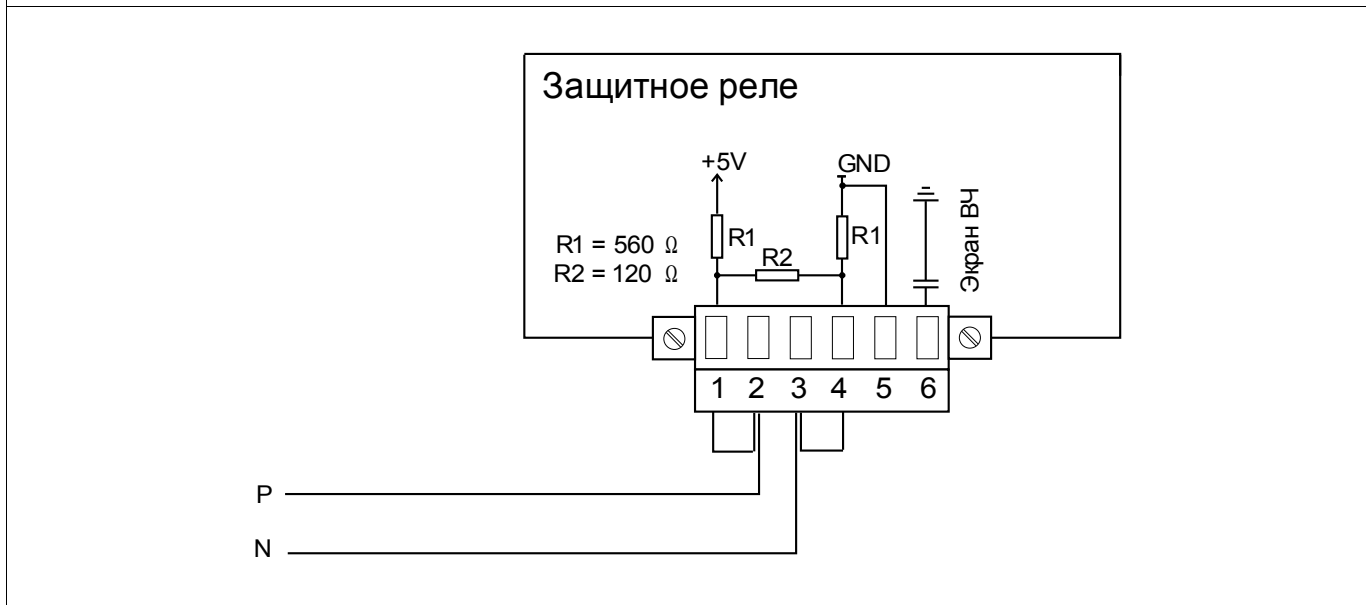 Защитное реле
+5V
GND
R1 = 560 Ω
R2 = 120 Ω
R1
R2
R1
Экран ВЧ
1 2 3 4 5 6
P
N